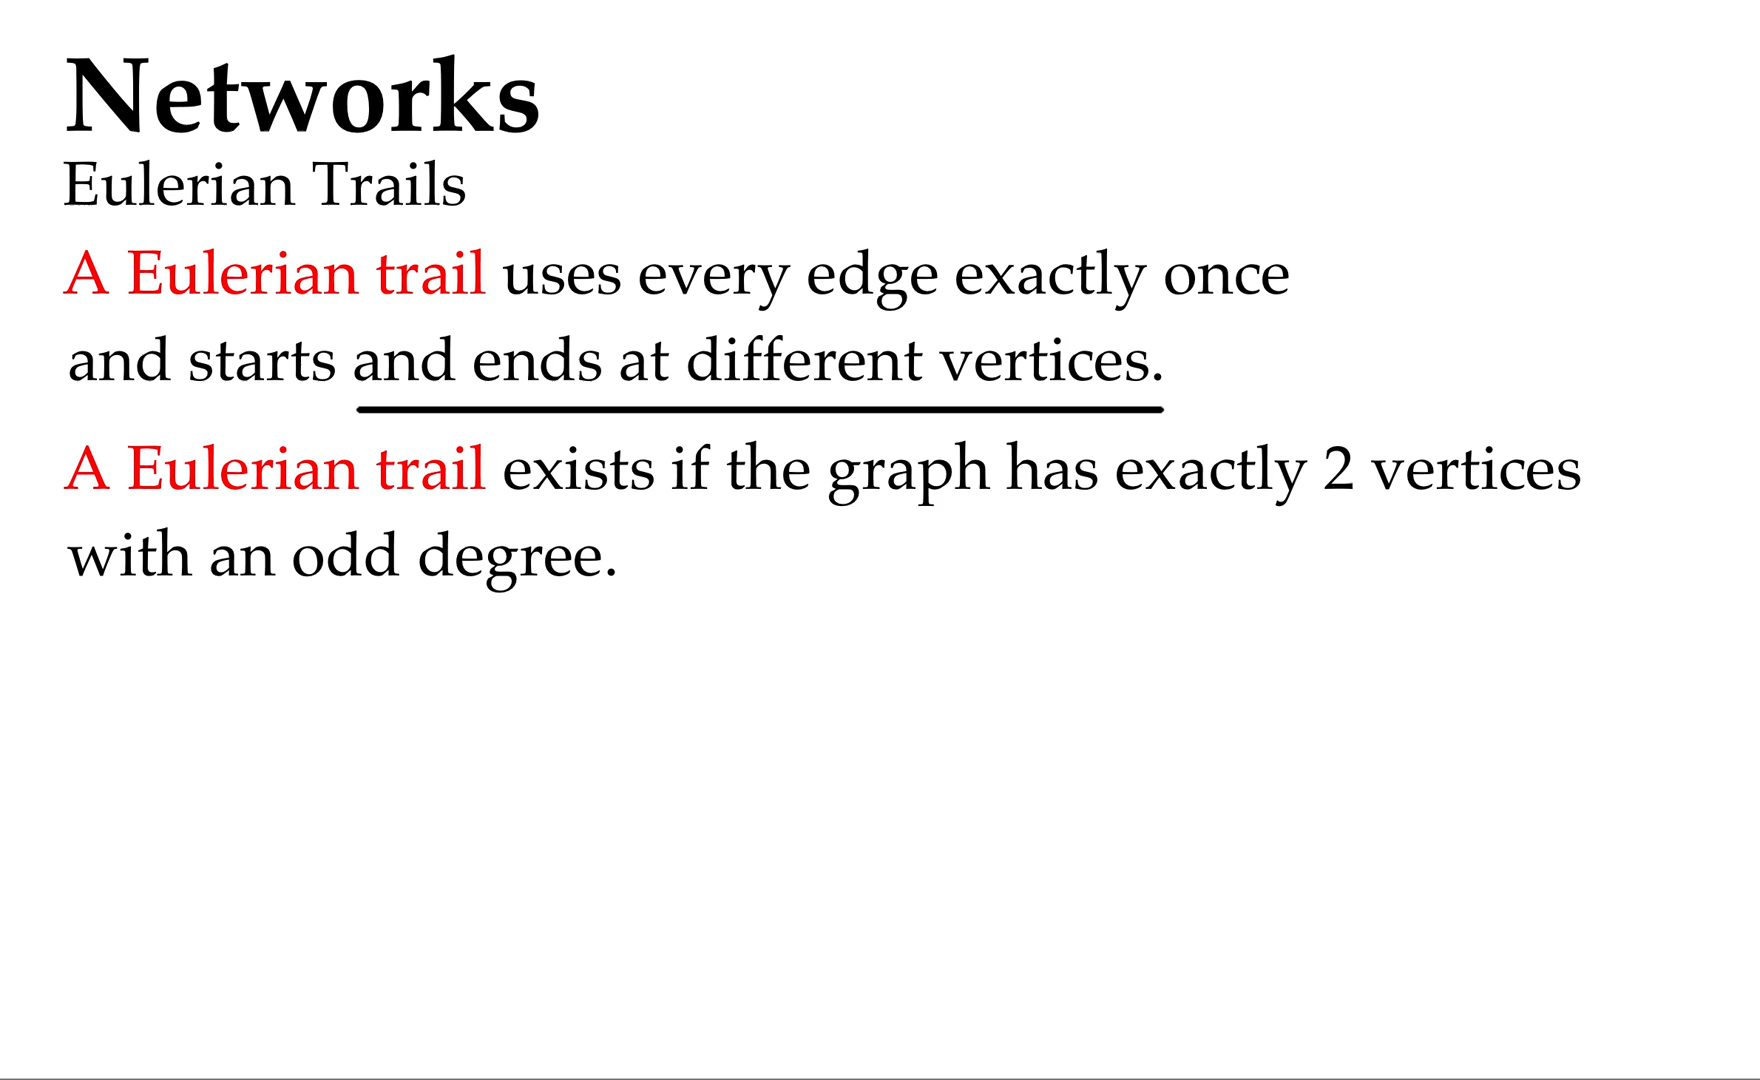 Networks
Eulerian Trails
A Eulerian trail uses every edge exactly once
and starts and ends at different vertices.
A Eulerian trail exists if the graph has exactly 2 vertices
with an odd degree.